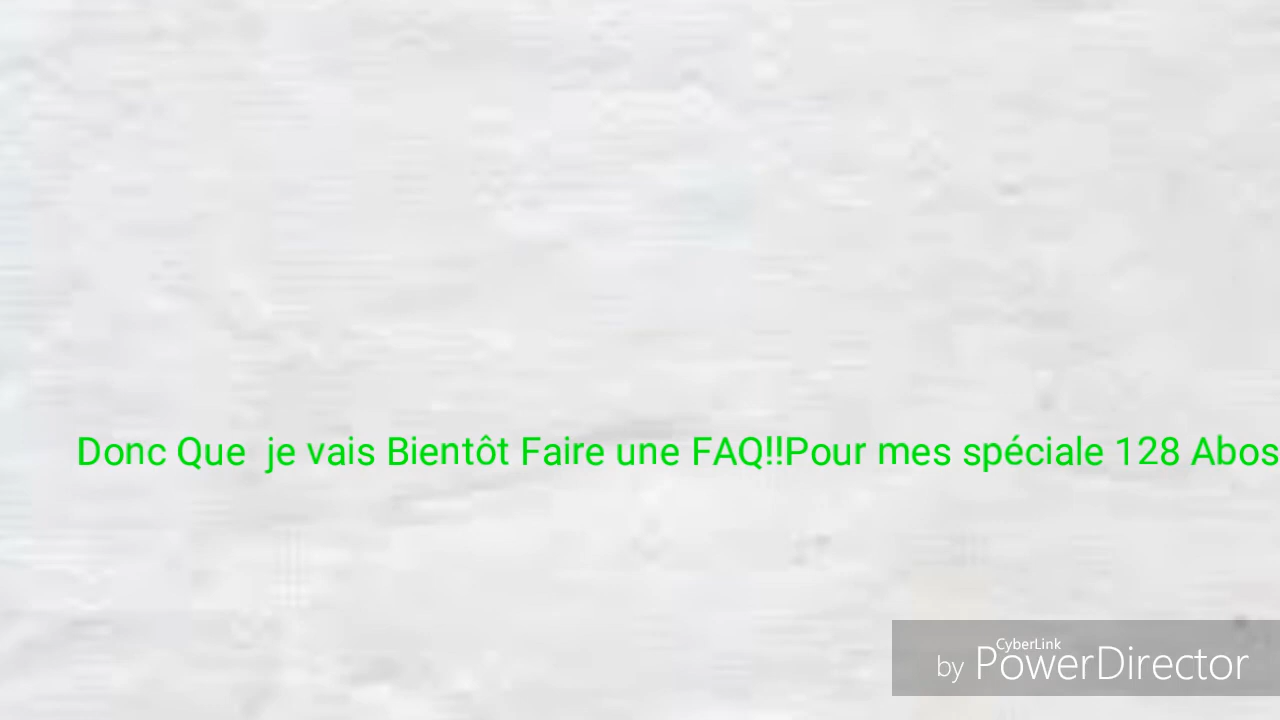 Donc Que  je vais Bientôt Faire une FAQ!!Pour mes spéciale 128 Abos
CyberLink
by PowerDirector